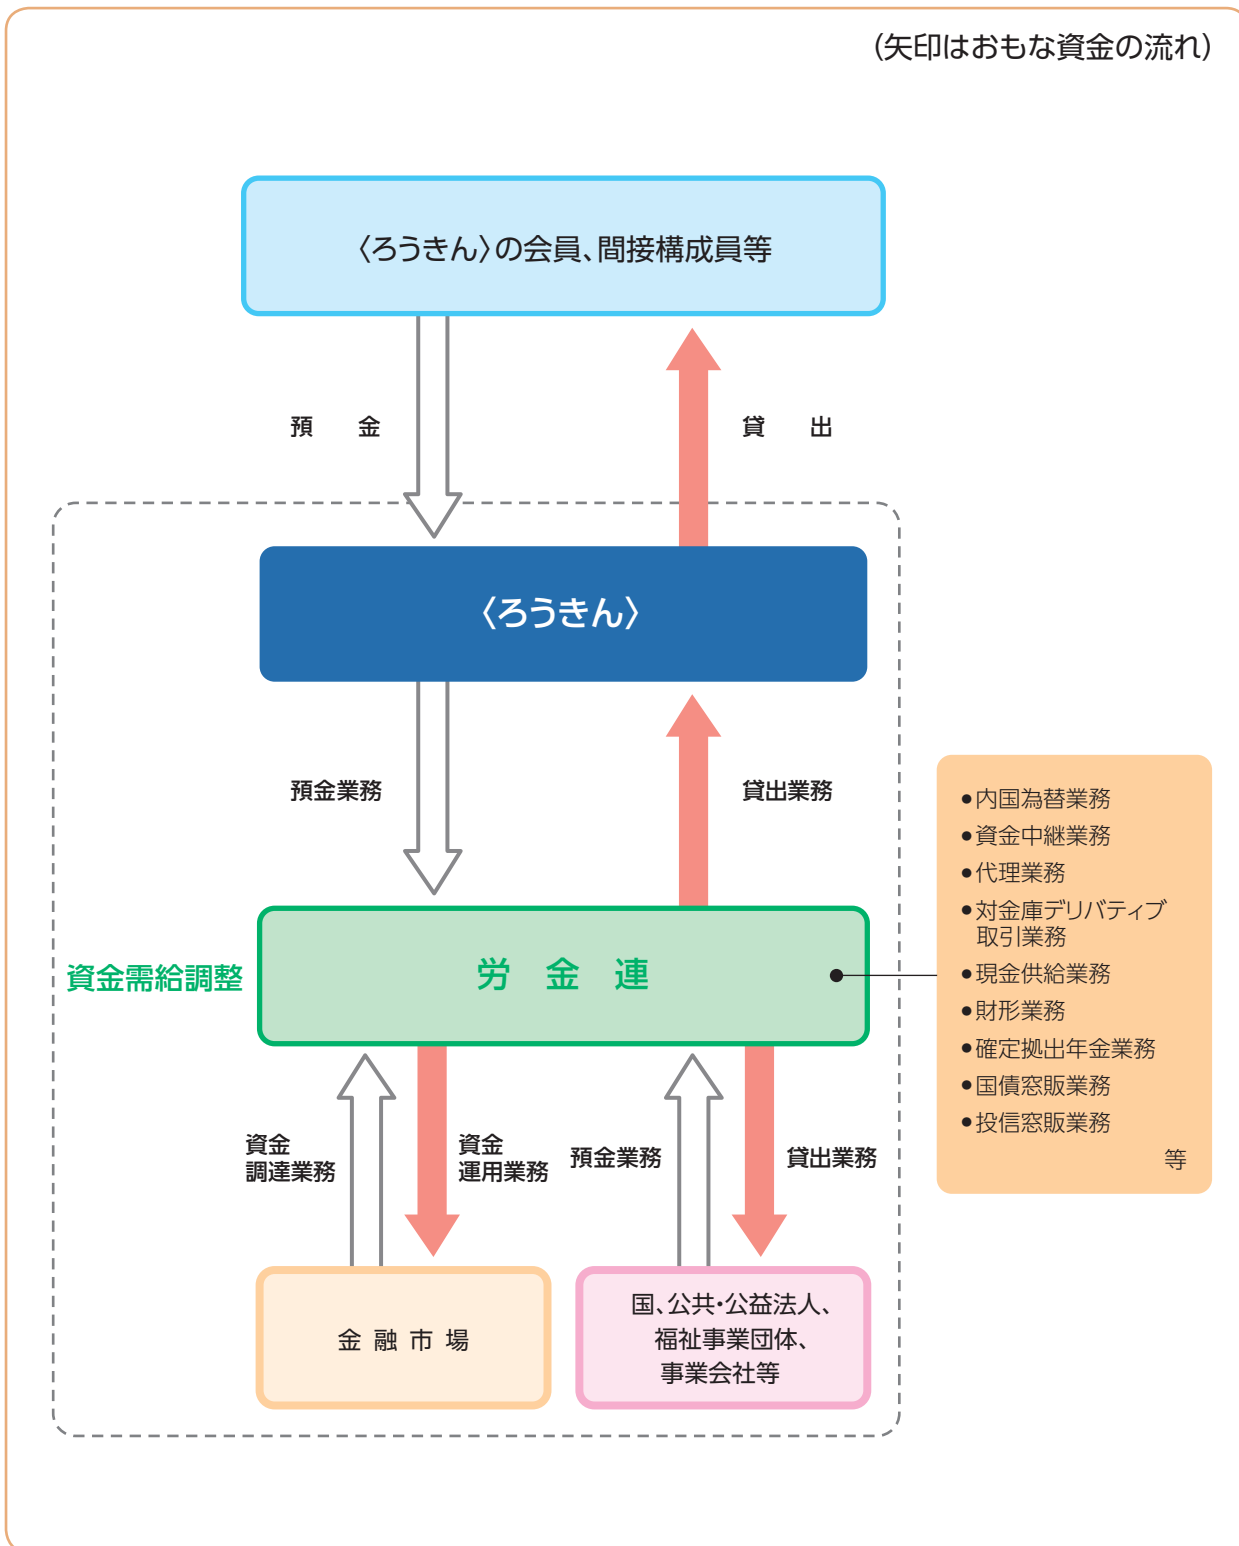 （矢印はおもな資金の流れ）
〈ろうきん〉の会員、間接構成員等
預　金
貸　出
〈ろうきん〉
預金業務
貸出業務
資金需給調整
労　金　連
●内国為替業務
●資金中継業務
●代理業務
●対金庫デリバティブ
取引業務
●現金供給業務
●財形業務
●確定拠出年金業務
●国債窓販業務
●投信窓販業務
等
資金
調達業務
資金
運用業務
預金業務
貸出業務
金 融 市 場
国、公共・公益法人、
福祉事業団体、
事業会社等